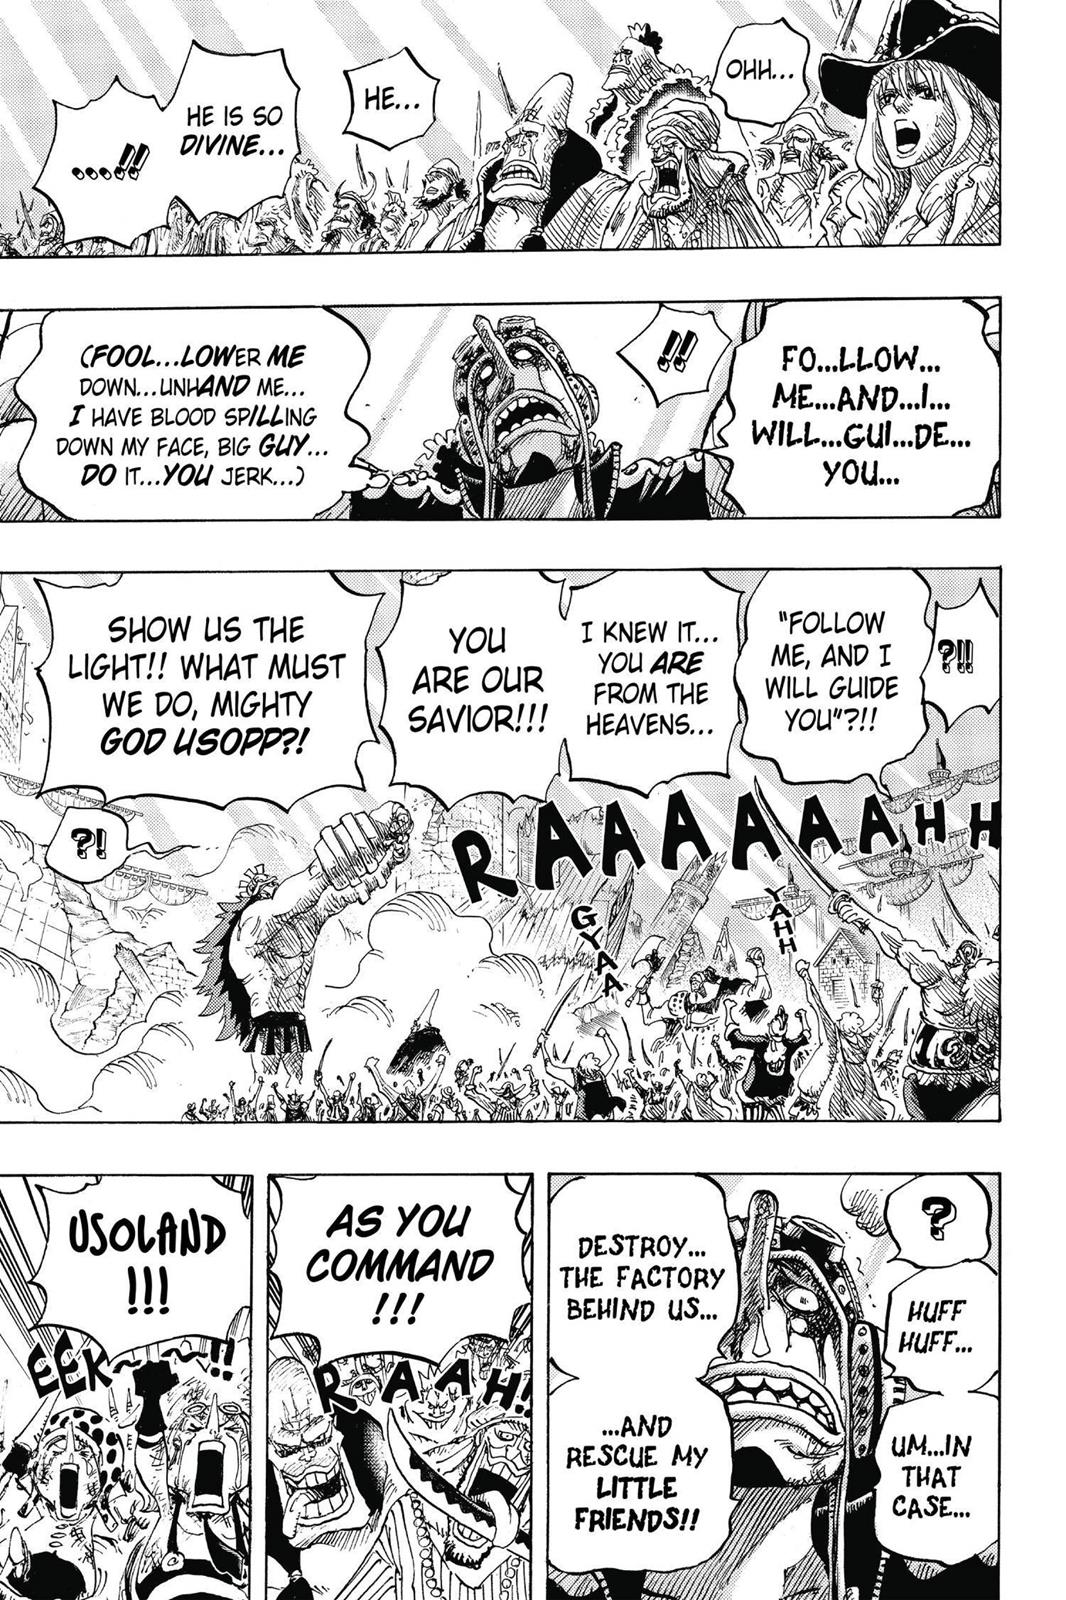 OHH...
HE...
HE IS SO
DIVINE...
...!!
FO...LLOW...
ME...AND...I...
WILL...GUI...DE...
YOU...
!!
(FOOL...LOWER ME
DOWN...UNHAND ME...
I HAVE BLOOD SPILLING
DOWN MY FACE, BIG GUY...
DO IT...YOU JERK...)
?!!
"FOLLOW
ME, AND I
WILL GUIDE
YOU"?!!
I KNEW IT...
YOU ARE
FROM THE
HEAVENS...
YOU
ARE OUR
SAVIOR!!!
SHOW US THE
LIGHT!! WHAT MUST
WE DO, MIGHTY
GOD USOPP?!
?!
RAAAAAAAHH
YAHH
GYAA
?
HUFF
HUFF...
UM...IN
THAT
CASE...
DESTROY...
THE FACTORY
BEHIND US...
...AND
RESCUE MY
LITTLE
FRIENDS!!
AS YOU
COMMAND
!!!
RAAH!!
USOLAND
!!!
EEK~~~!!